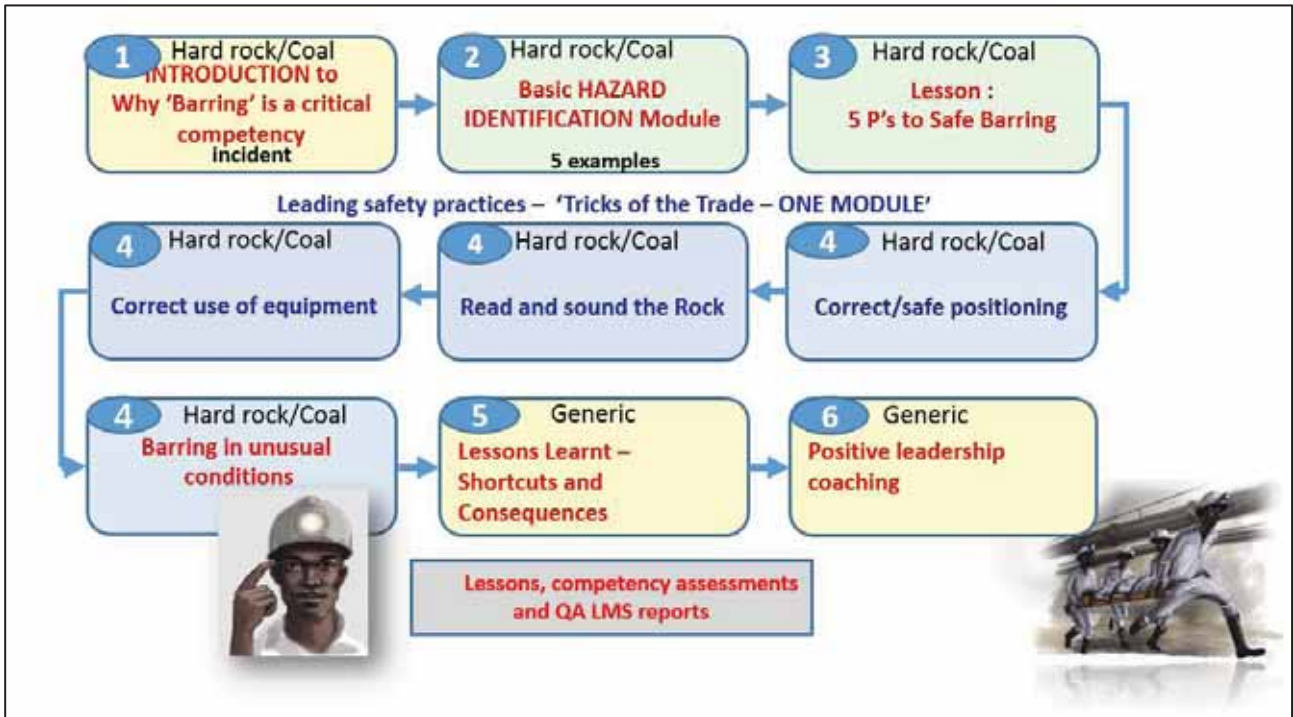 1
Hard rock/Coal
INTRODUCTION to
Why 'Barring' is a critical
competency
incident
2
Hard rock/Coal
Basic HAZARD
IDENTIFICATION Module
5 examples
3
Hard rock/Coal
Lesson :
5 P's to Safe Barring
Leading safety practices – 'Tricks of the Trade – ONE MODULE'
4
Hard rock/Coal
Correct/safe positioning
4
Hard rock/Coal
Read and sound the Rock
4
Hard rock/Coal
Correct use of equipment
4
Hard rock/Coal
Barring in unusual
conditions
5
Generic
Lessons Learnt –
Shortcuts and
Consequences
6
Generic
Positive leadership
coaching
Lessons, competency assessments
and QA LMS reports